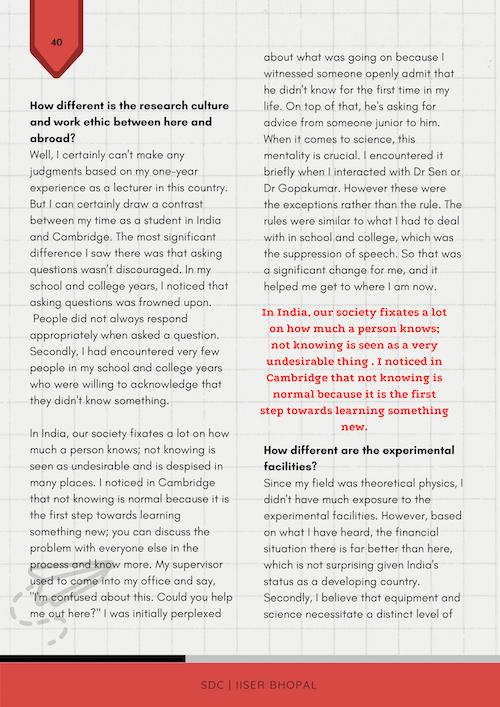 40
How different is the research culture
and work ethic between here and
abroad?
Well, I certainly can't make any
judgments based on my one-year
experience as a lecturer in this country.
But I can certainly draw a contrast
between my time as a student in India
and Cambridge. The most significant
difference I saw there was that asking
questions wasn't discouraged. In my
school and college years, I noticed that
asking questions was frowned upon.
People did not always respond
appropriately when asked a question.
Secondly, I had encountered very few
people in my school and college years
who were willing to acknowledge that
they didn't know something.
In India, our society fixates a lot on how
much a person knows; not knowing is
seen as undesirable and is despised in
many places. I noticed in Cambridge
that not knowing is normal because it is
the first step towards learning
something new; you can discuss the
problem with everyone else in the
process and know more. My supervisor
used to come into my office and say,
"I'm confused about this. Could you help
me out here?" I was initially perplexed
about what was going on because I
witnessed someone openly admit that
he didn't know for the first time in my
life. On top of that, he's asking for
advice from someone junior to him.
When it comes to science, this
mentality is crucial. I encountered it
briefly when I interacted with Dr Sen or
Dr Gopakumar. However these were
the exceptions rather than the rule. The
rules were similar to what I had to deal
with in school and college, which was
the suppression of speech. So that was
a significant change for me, and it
helped me get to where I am now.
In India, our society fixates a lot
on how much a person knows;
not knowing is seen as a very
undesirable thing . I noticed in
Cambridge that not knowing is
normal because it is the first
step towards learning something
new.
How different are the experimental
facilities?
Since my field was theoretical physics, I
didn't have much exposure to the
experimental facilities. However, based
on what I have heard, the financial
situation there is far better than here,
which is not surprising given India's
status as a developing country.
Secondly, I believe that equipment and
science necessitate a distinct level of
SDC | IISER BHOPAL